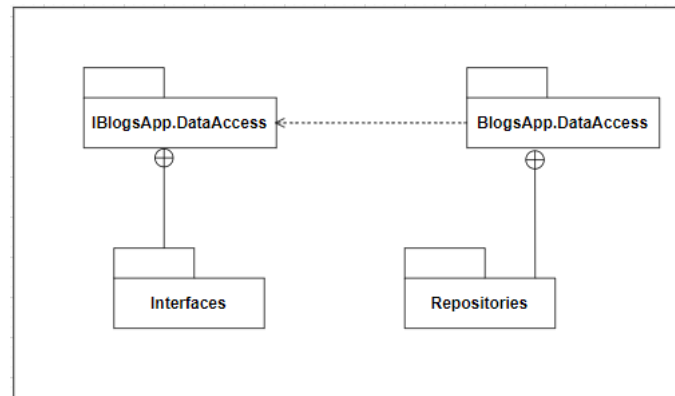 IBlogsApp.DataAccess
BlogsApp.DataAccess
Interfaces
Repositories